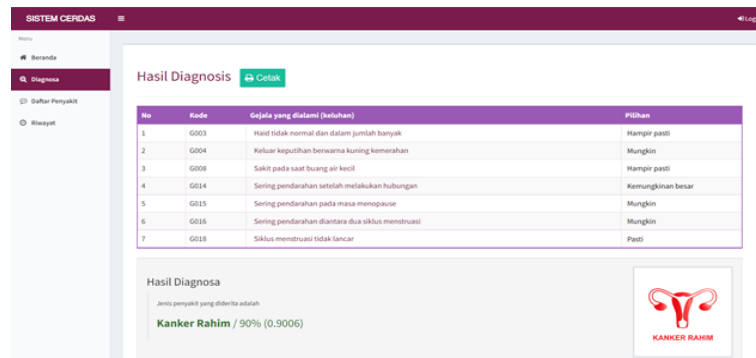 SISTEM CERDAS
Log
Menu
Beranda
Diagnosa
Daftar Penyakit
Riwayat
Hasil Diagnosis Cetak
No Kode Gejala yang dialami (keluhan) Pilihan
1 G003 Haid tidak normal dan dalam jumlah banyak Hampir pasti
2 G004 Keluar keputihan berwarna kuning kemerahan Mungkin
3 G008 Sakit pada saat buang air kecil Hampir pasti
4 G014 Sering pendarahan setelah melakukan hubungan Kemungkinan besar
5 G015 Sering pendarahan pada masa menopause Mungkin
6 G016 Sering pendarahan diantara dua siklus menstruasi Mungkin
7 G018 Siklus menstruasi tidak lancar Pasti
Hasil Diagnosa
Jenis penyakit yang diderita adalah
Kanker Rahim / 90% (0.9006)
KANKER RAHIM